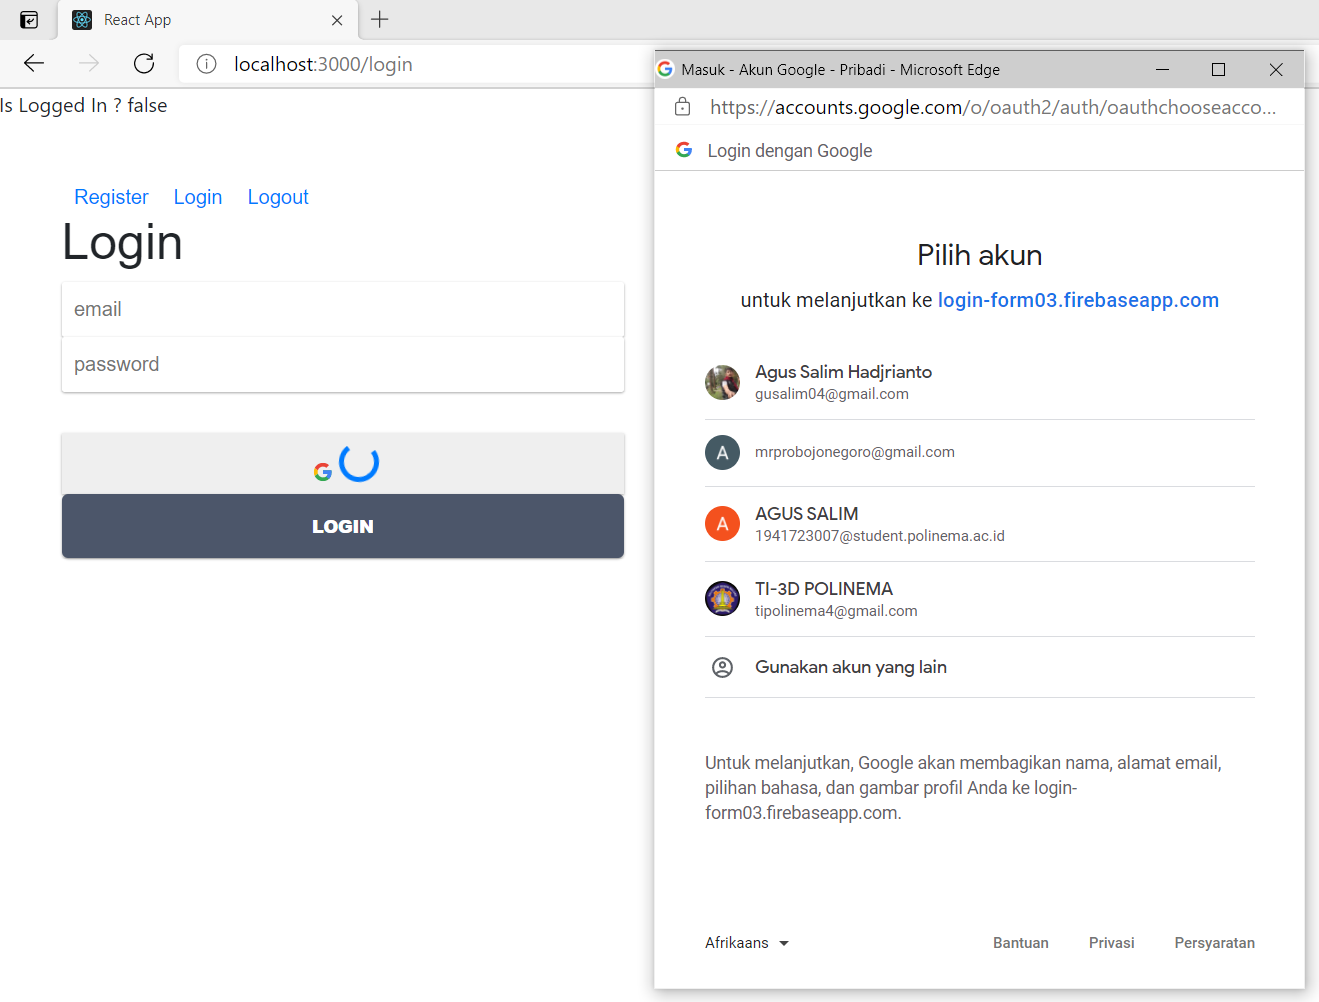 React App
localhost:3000/login
Is Logged In ? false
Register Login Logout
Login
email
password
LOGIN
Masuk - Akun Google - Pribadi - Microsoft Edge
https://accounts.google.com/o/oauth2/auth/oauthchooseacco...
Login dengan Google
Pilih akun
untuk melanjutkan ke login-form03.firebaseapp.com
Agus Salim Hadjrianto
gusalim04@gmail.com
A
mrprobojonegoro@gmail.com
A
AGUS SALIM
1941723007@student.polinema.ac.id
TI-3D POLINEMA
tipolinema4@gmail.com
Gunakan akun yang lain
Untuk melanjutkan, Google akan membagikan nama, alamat email,
pilihan bahasa, dan gambar profil Anda ke login-
form03.firebaseapp.com.
Afrikaans Bantuan Privasi Persyaratan